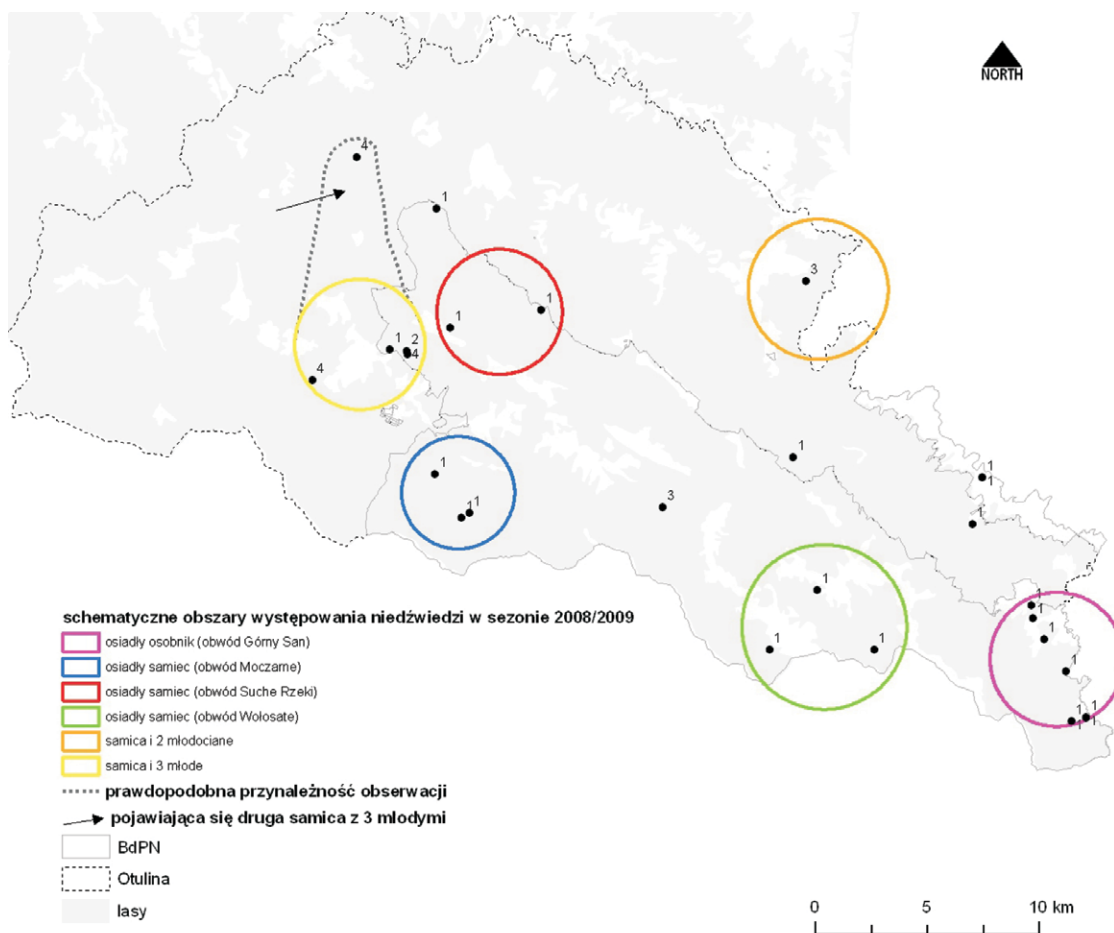 NORTH
4
1
3
1
1
1
2
4
4
1
1
1
1
3
1
1
1
1
1
1
1
1
1
1
1
1
1
1
schematyczne obszary występowania niedźwiedzi w sezonie 2008/2009
osiadły osobnik (obwód Górny San)
osiadły samiec (obwód Moczarne)
osiadły samiec (obwód Suche Rzeki)
osiadły samiec (obwód Wołosate)
samica i 2 młodociane
samica i 3 młode
prawdopodobna przynależność obserwacji
pojawiająca się druga samica z 3 młodymi
BdPN
Otulina
lasy
0 5 10 km